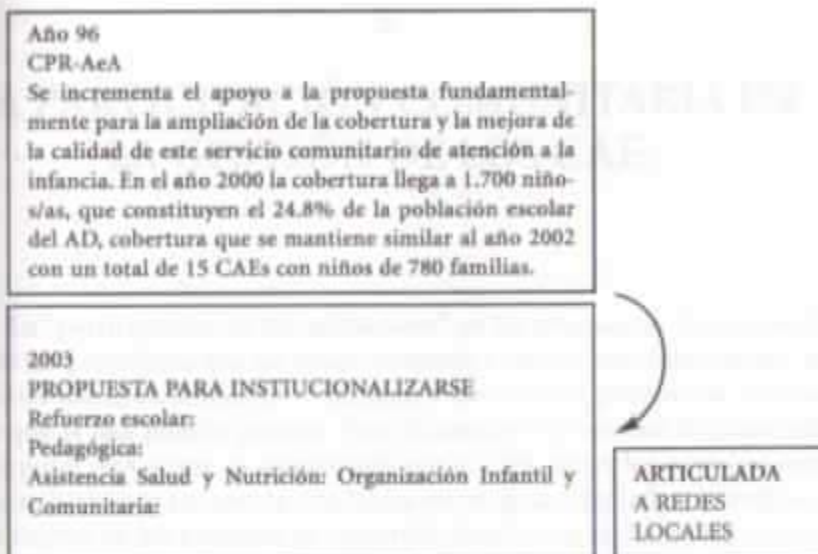 Año 96
CPR-AeA
Se incrementa el apoyo a la propuesta fundamental-
mente para la ampliación de la cobertura y la mejora de
la calidad de este servicio comunitario de atención a la
infancia. En el año 2000 la cobertura llega a 1.700 niño-
s/as, que constituyen el 24.8% de la población escolar
del AD, cobertura que se mantiene similar al año 2002
con un total de 15 CAEs con niños de 780 familias.
2003
PROPUESTA PARA INSTIUCIONALIZARSE
Refuerzo escolar:
Pedagógica:
Asistencia Salud y Nutrición: Organización Infantil y
Comunitaria:
ARTICULADA
A REDES
LOCALES